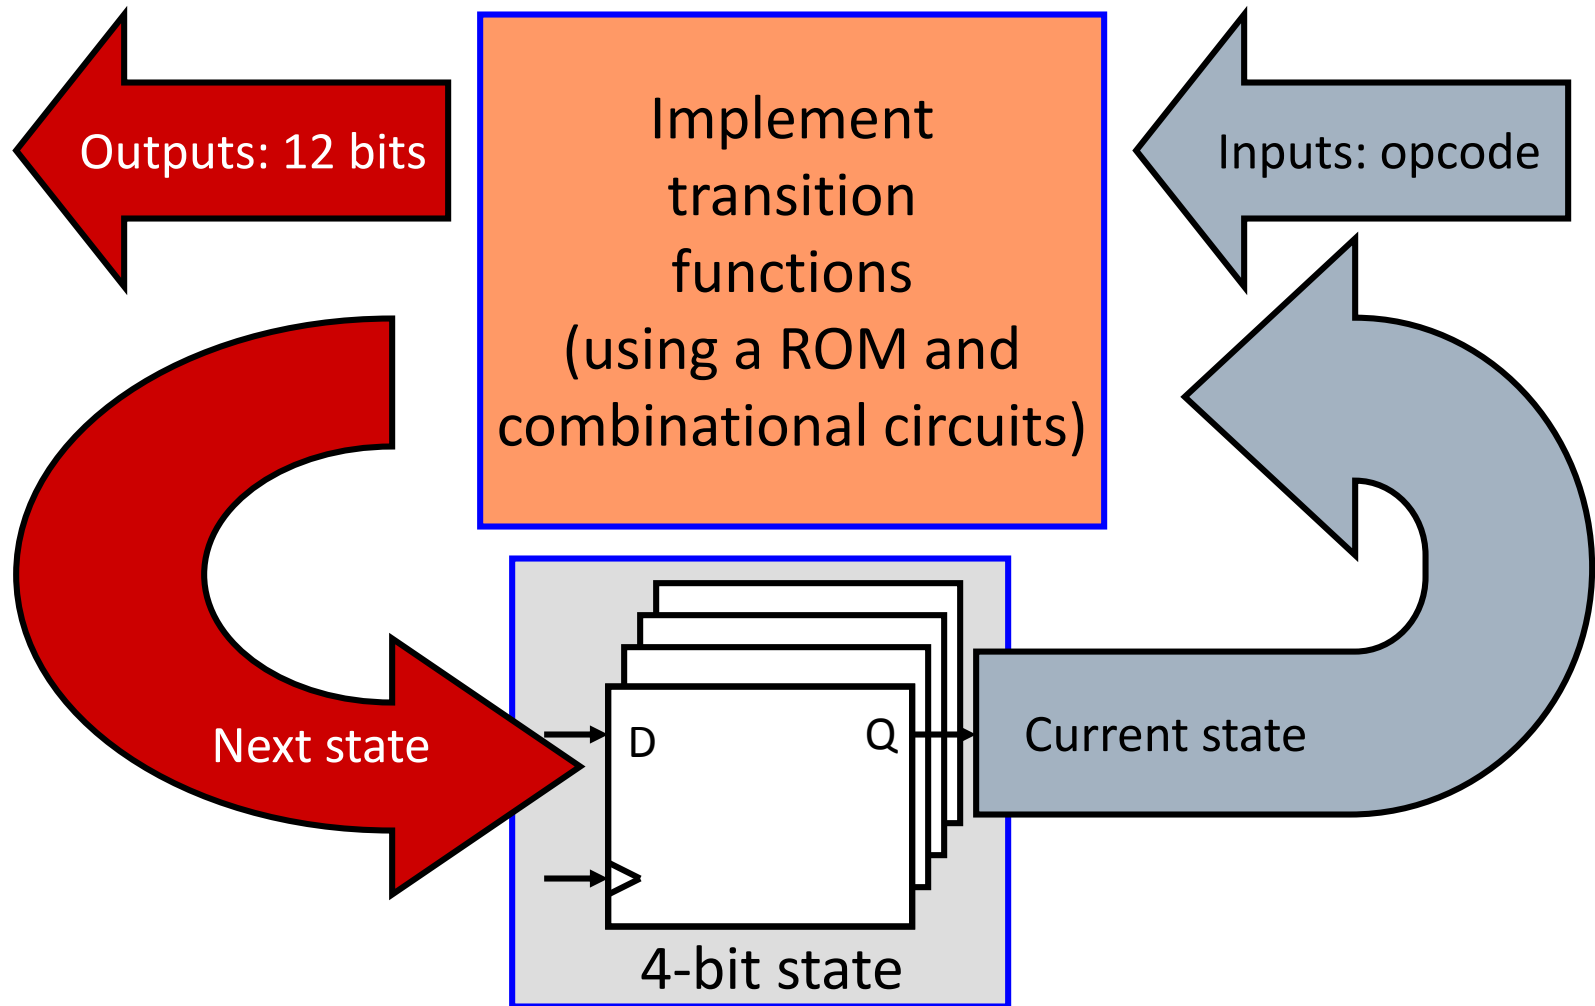 Outputs: 12 bits
Implement
transition
functions
(using a ROM and
combinational circuits)
Inputs: opcode
Next state
D
Q
Current state
4-bit state